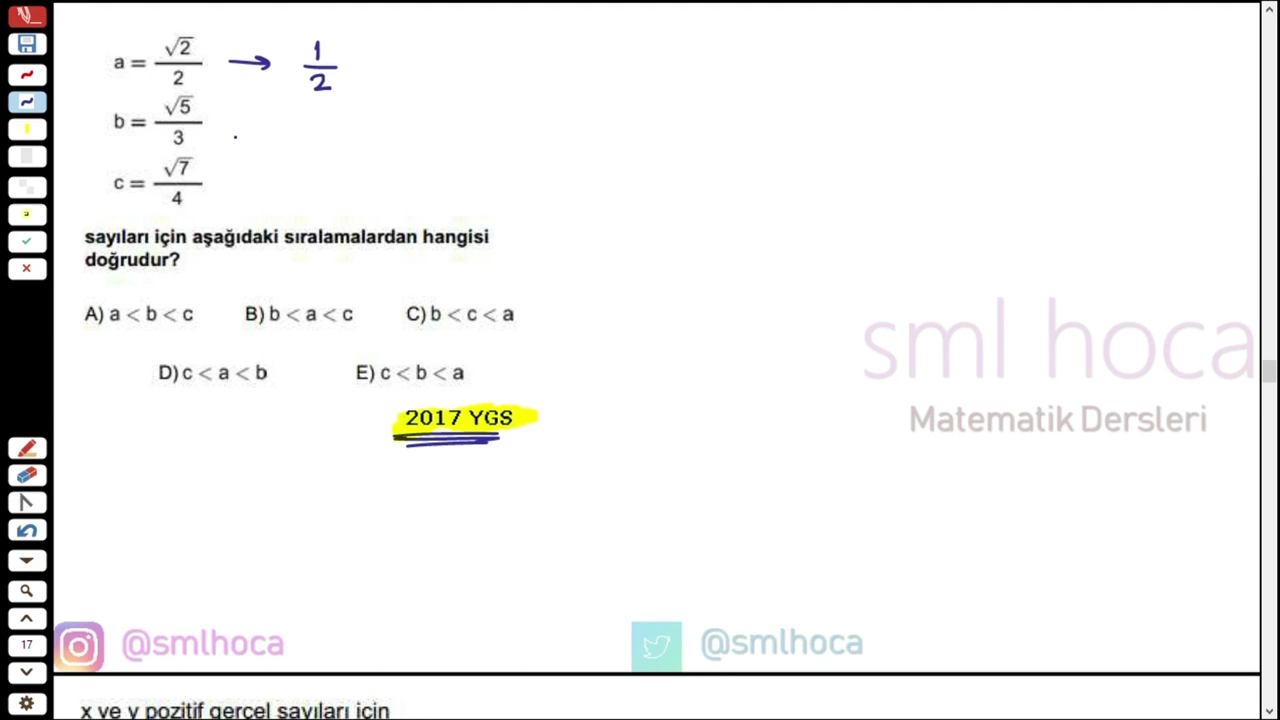 a = √2/2 → 1/2
b = √5/3
c = √7/4
sayıları için aşağıdaki sıralamalardan hangisi
doğrudur?
A) a < b < c B) b < a < c C) b < c < a
D) c < a < b E) c < b < a
2017 YGS
sml hoca
Matematik Dersleri
@smlhoca @smlhoca
17
x ve y pozitif gerçel sayıları için